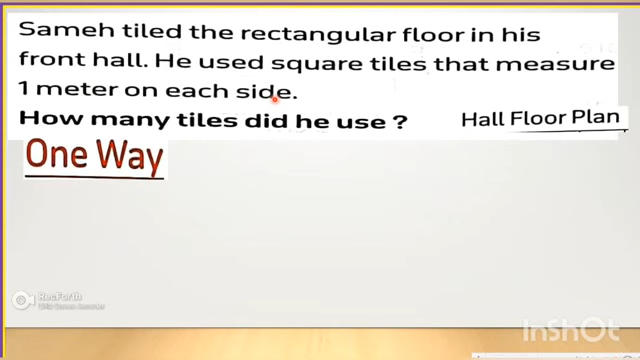 Sameh tiled the rectangular floor in his
front hall. He used square tiles that measure
1 meter on each side.
How many tiles did he use ?
Hall Floor Plan
One Way
RecForth
InShOt